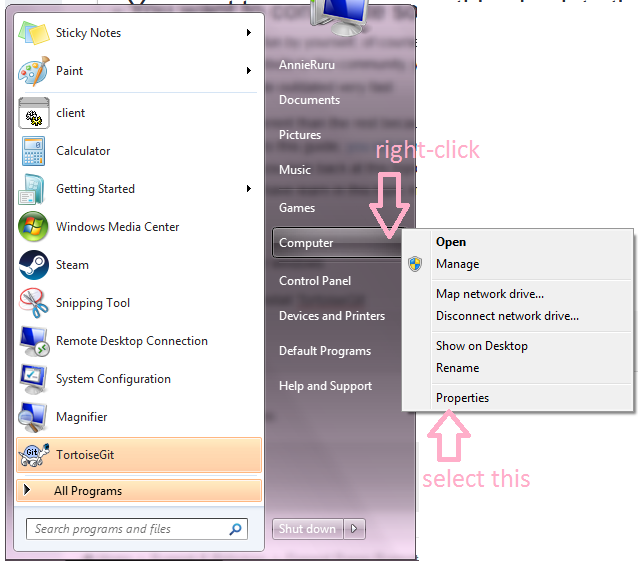 Sticky Notes
Paint
client
Calculator
Getting Started
Windows Media Center
Steam
Snipping Tool
Remote Desktop Connection
System Configuration
Magnifier
Git
TortoiseGit
All Programs
Search programs and files
AnnieRuru
Documents
Pictures
Music
Games
Computer
Control Panel
Devices and Printers
Default Programs
Help and Support
Shut down
right-click
Open
Manage
Map network drive...
Disconnect network drive...
Show on Desktop
Rename
Properties
select this